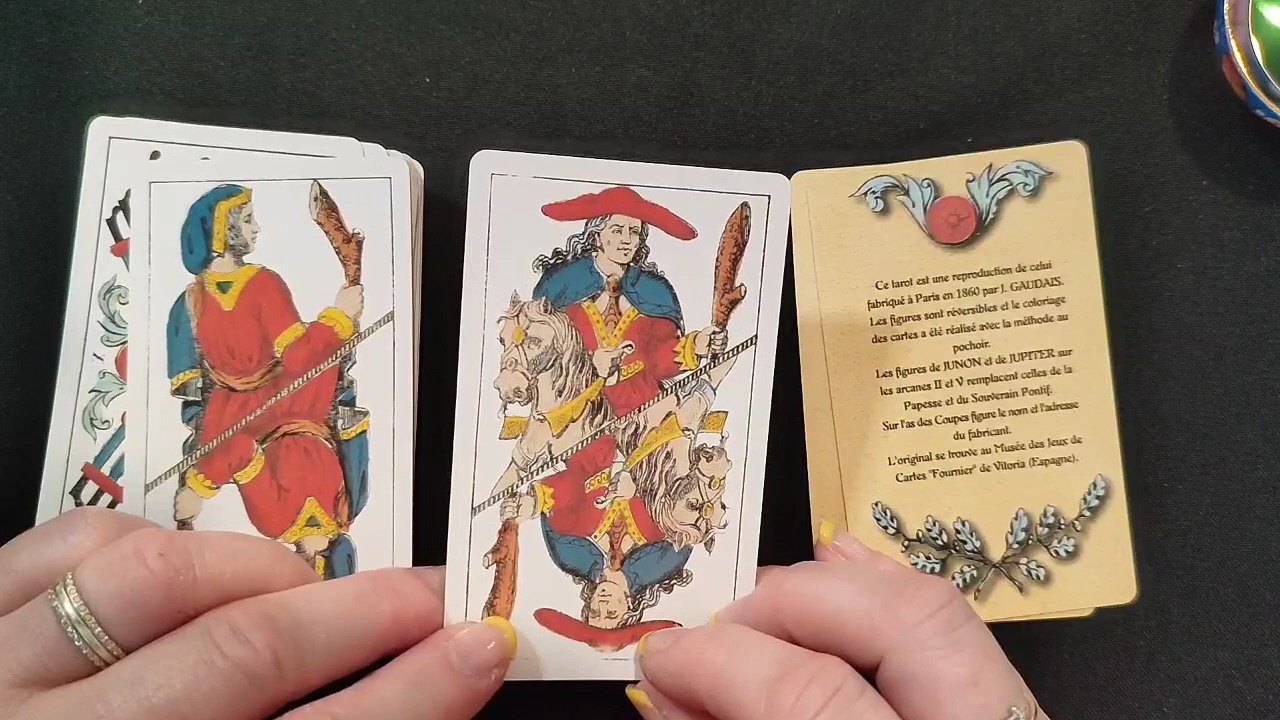 Ce tarot est une reproduction de celui
fabriqué à Paris en 1860 par J. GAUDAIS.
Les figures sont réversibles et le coloriage
des cartes a été réalisé avec la méthode au
pochoir.
Les figures de JUNON et de JUPITER sur
les arcanes II et V remplacent celles de la
Papesse et du Souverain Pontif.
Sur l'as des Coupes figure le nom et l'adresse
du fabricant.
L'original se trouve au Musée des Jeux de
Cartes "Fournier" de Vitoria (Espagne).